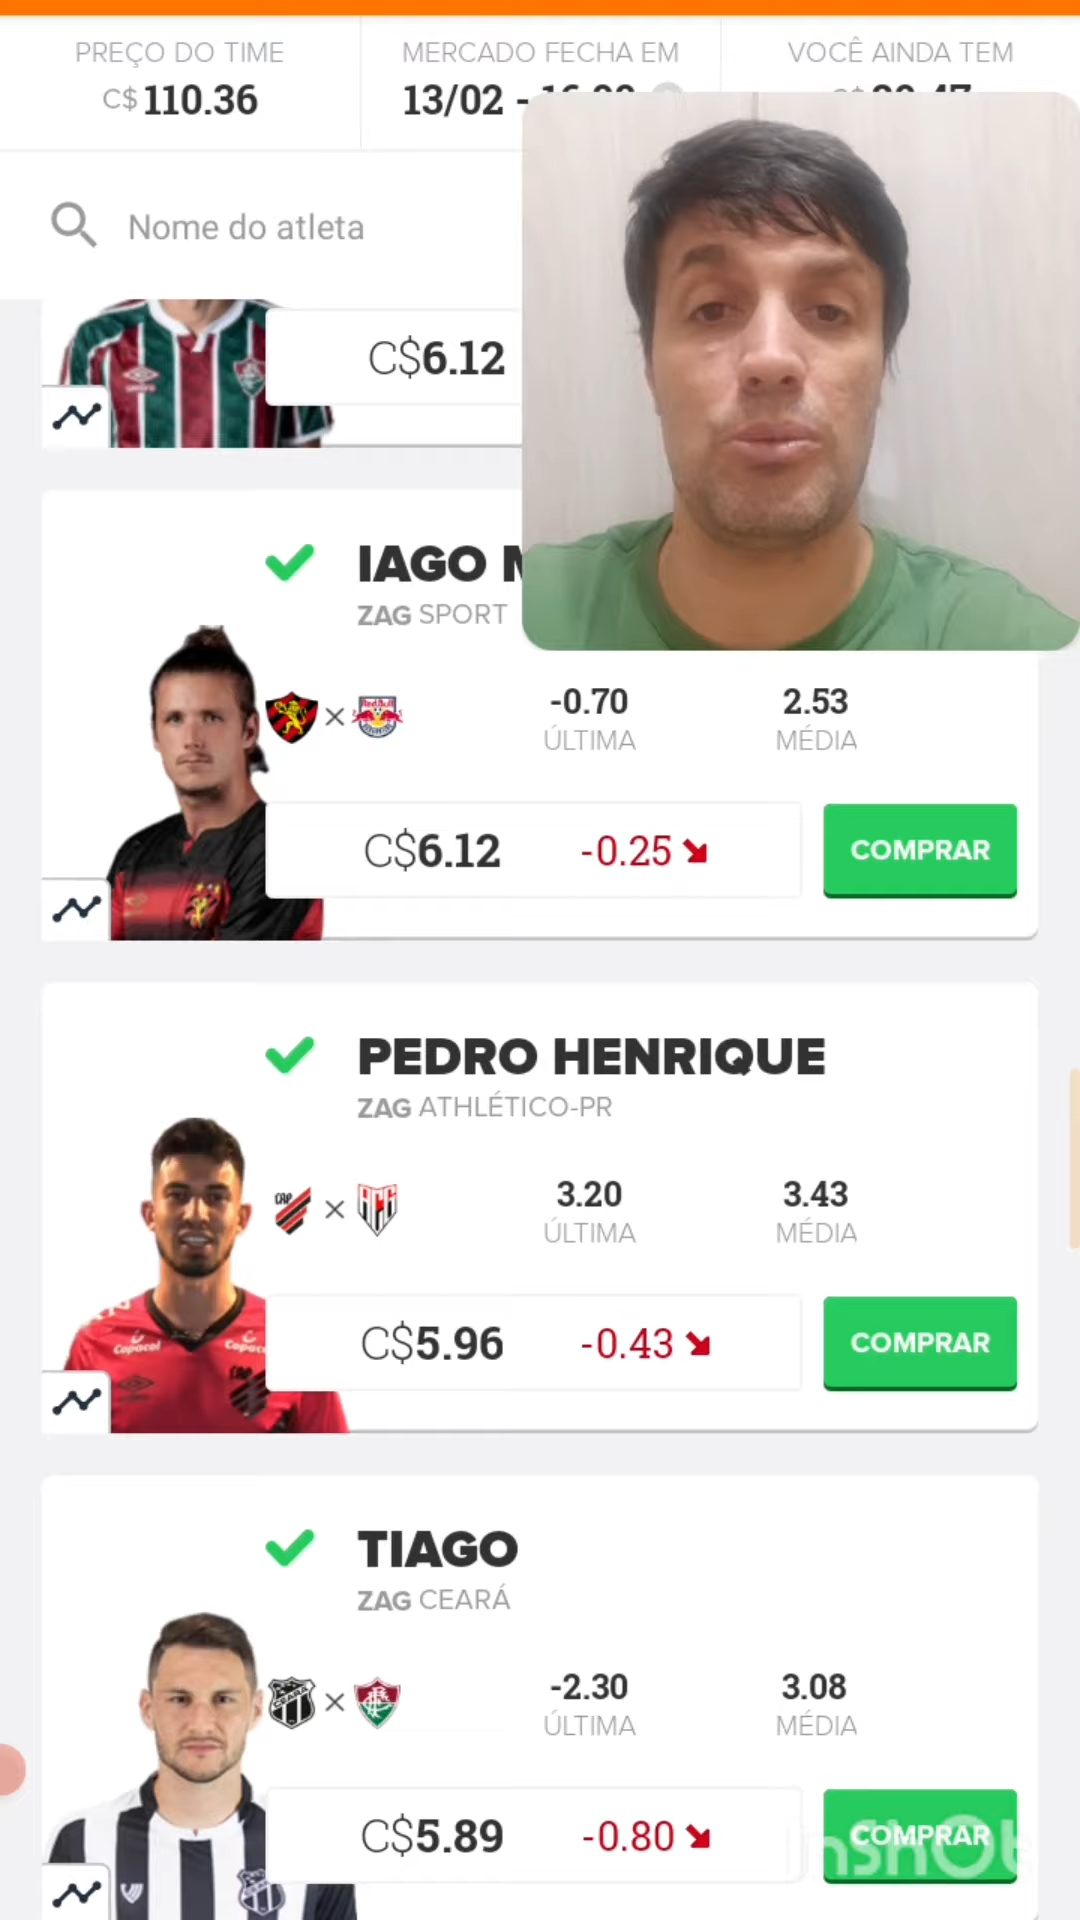 PREÇO DO TIME
C$ 110.36
MERCADO FECHA EM
13/02 -
VOCÊ AINDA TEM
Nome do atleta
C$6.12
IAGO
ZAG SPORT
-0.70
ÚLTIMA
2.53
MÉDIA
C$6.12
-0.25
COMPRAR
PEDRO HENRIQUE
ZAG ATHLÉTICO-PR
3.20
ÚLTIMA
3.43
MÉDIA
C$5.96
-0.43
COMPRAR
TIAGO
ZAG CEARÁ
-2.30
ÚLTIMA
3.08
MÉDIA
C$5.89
-0.80
COMPRAR